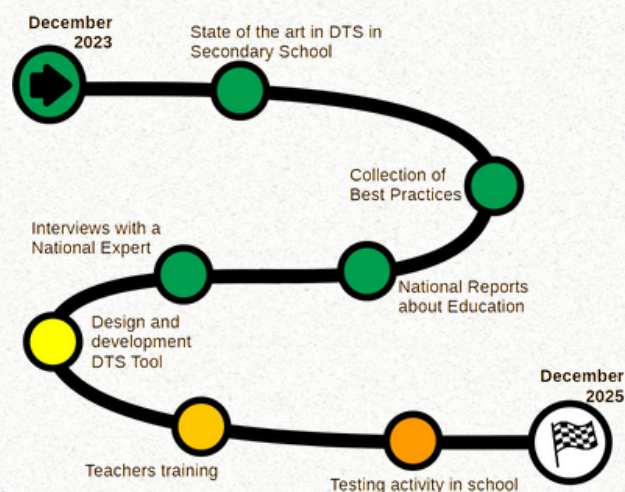 December
2023
State of the art in DTS in
Secondary School
Collection of
Best Practices
Interviews with a
National Expert
National Reports
about Education
Design and
development
DTS Tool
December
2025
Teachers training
Testing activity in school